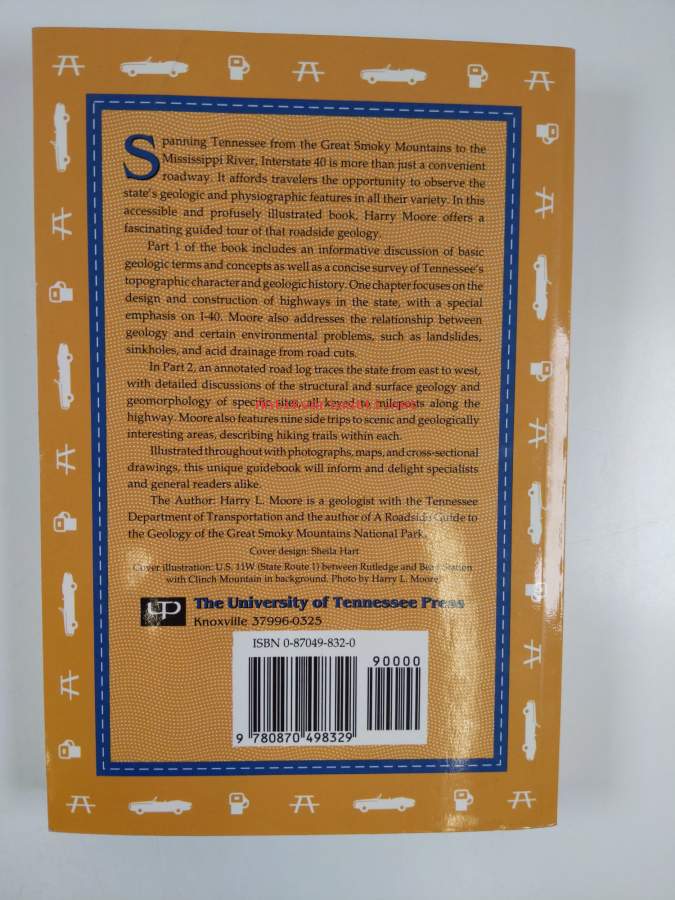 Spanning Tennessee from the Great Smoky Mountains to the
Mississippi River, Interstate 40 is more than just a convenient
roadway. It affords travelers the opportunity to observe the
state's geologic and physiographic features in all their variety. In this
accessible and profusely illustrated book, Harry Moore offers a
fascinating guided tour of that roadside geology.
Part 1 of the book includes an informative discussion of basic
geologic terms and concepts as well as a concise survey of Tennessee's
topographic character and geologic history. One chapter focuses on the
design and construction of highways in the state, with a special
emphasis on I-40. Moore also addresses the relationship between
geology and certain environmental problems, such as landslides,
sinkholes, and acid drainage from road cuts.
In Part 2, an annotated road log traces the state from east to west,
with detailed discussions of the structural and surface geology and
geomorphology of specific sites, all keyed to mileposts along the
highway. Moore also features nine side trips to scenic and geologically
interesting areas, describing hiking trails within each.
Illustrated throughout with photographs, maps, and cross-sectional
drawings, this unique guidebook will inform and delight specialists
and general readers alike.
The Author: Harry L. Moore is a geologist with the Tennessee
Department of Transportation and the author of A Roadside Guide to
the Geology of the Great Smoky Mountains National Park.
Cover design: Sheila Hart
Cover illustration: U.S. 11W (State Route 1) between Rutledge and Bean Station
with Clinch Mountain in background. Photo by Harry L. Moore.
The University of Tennessee Press
Knoxville 37996-0325
ISBN 0-87049-832-0
90000
9 780870 498329